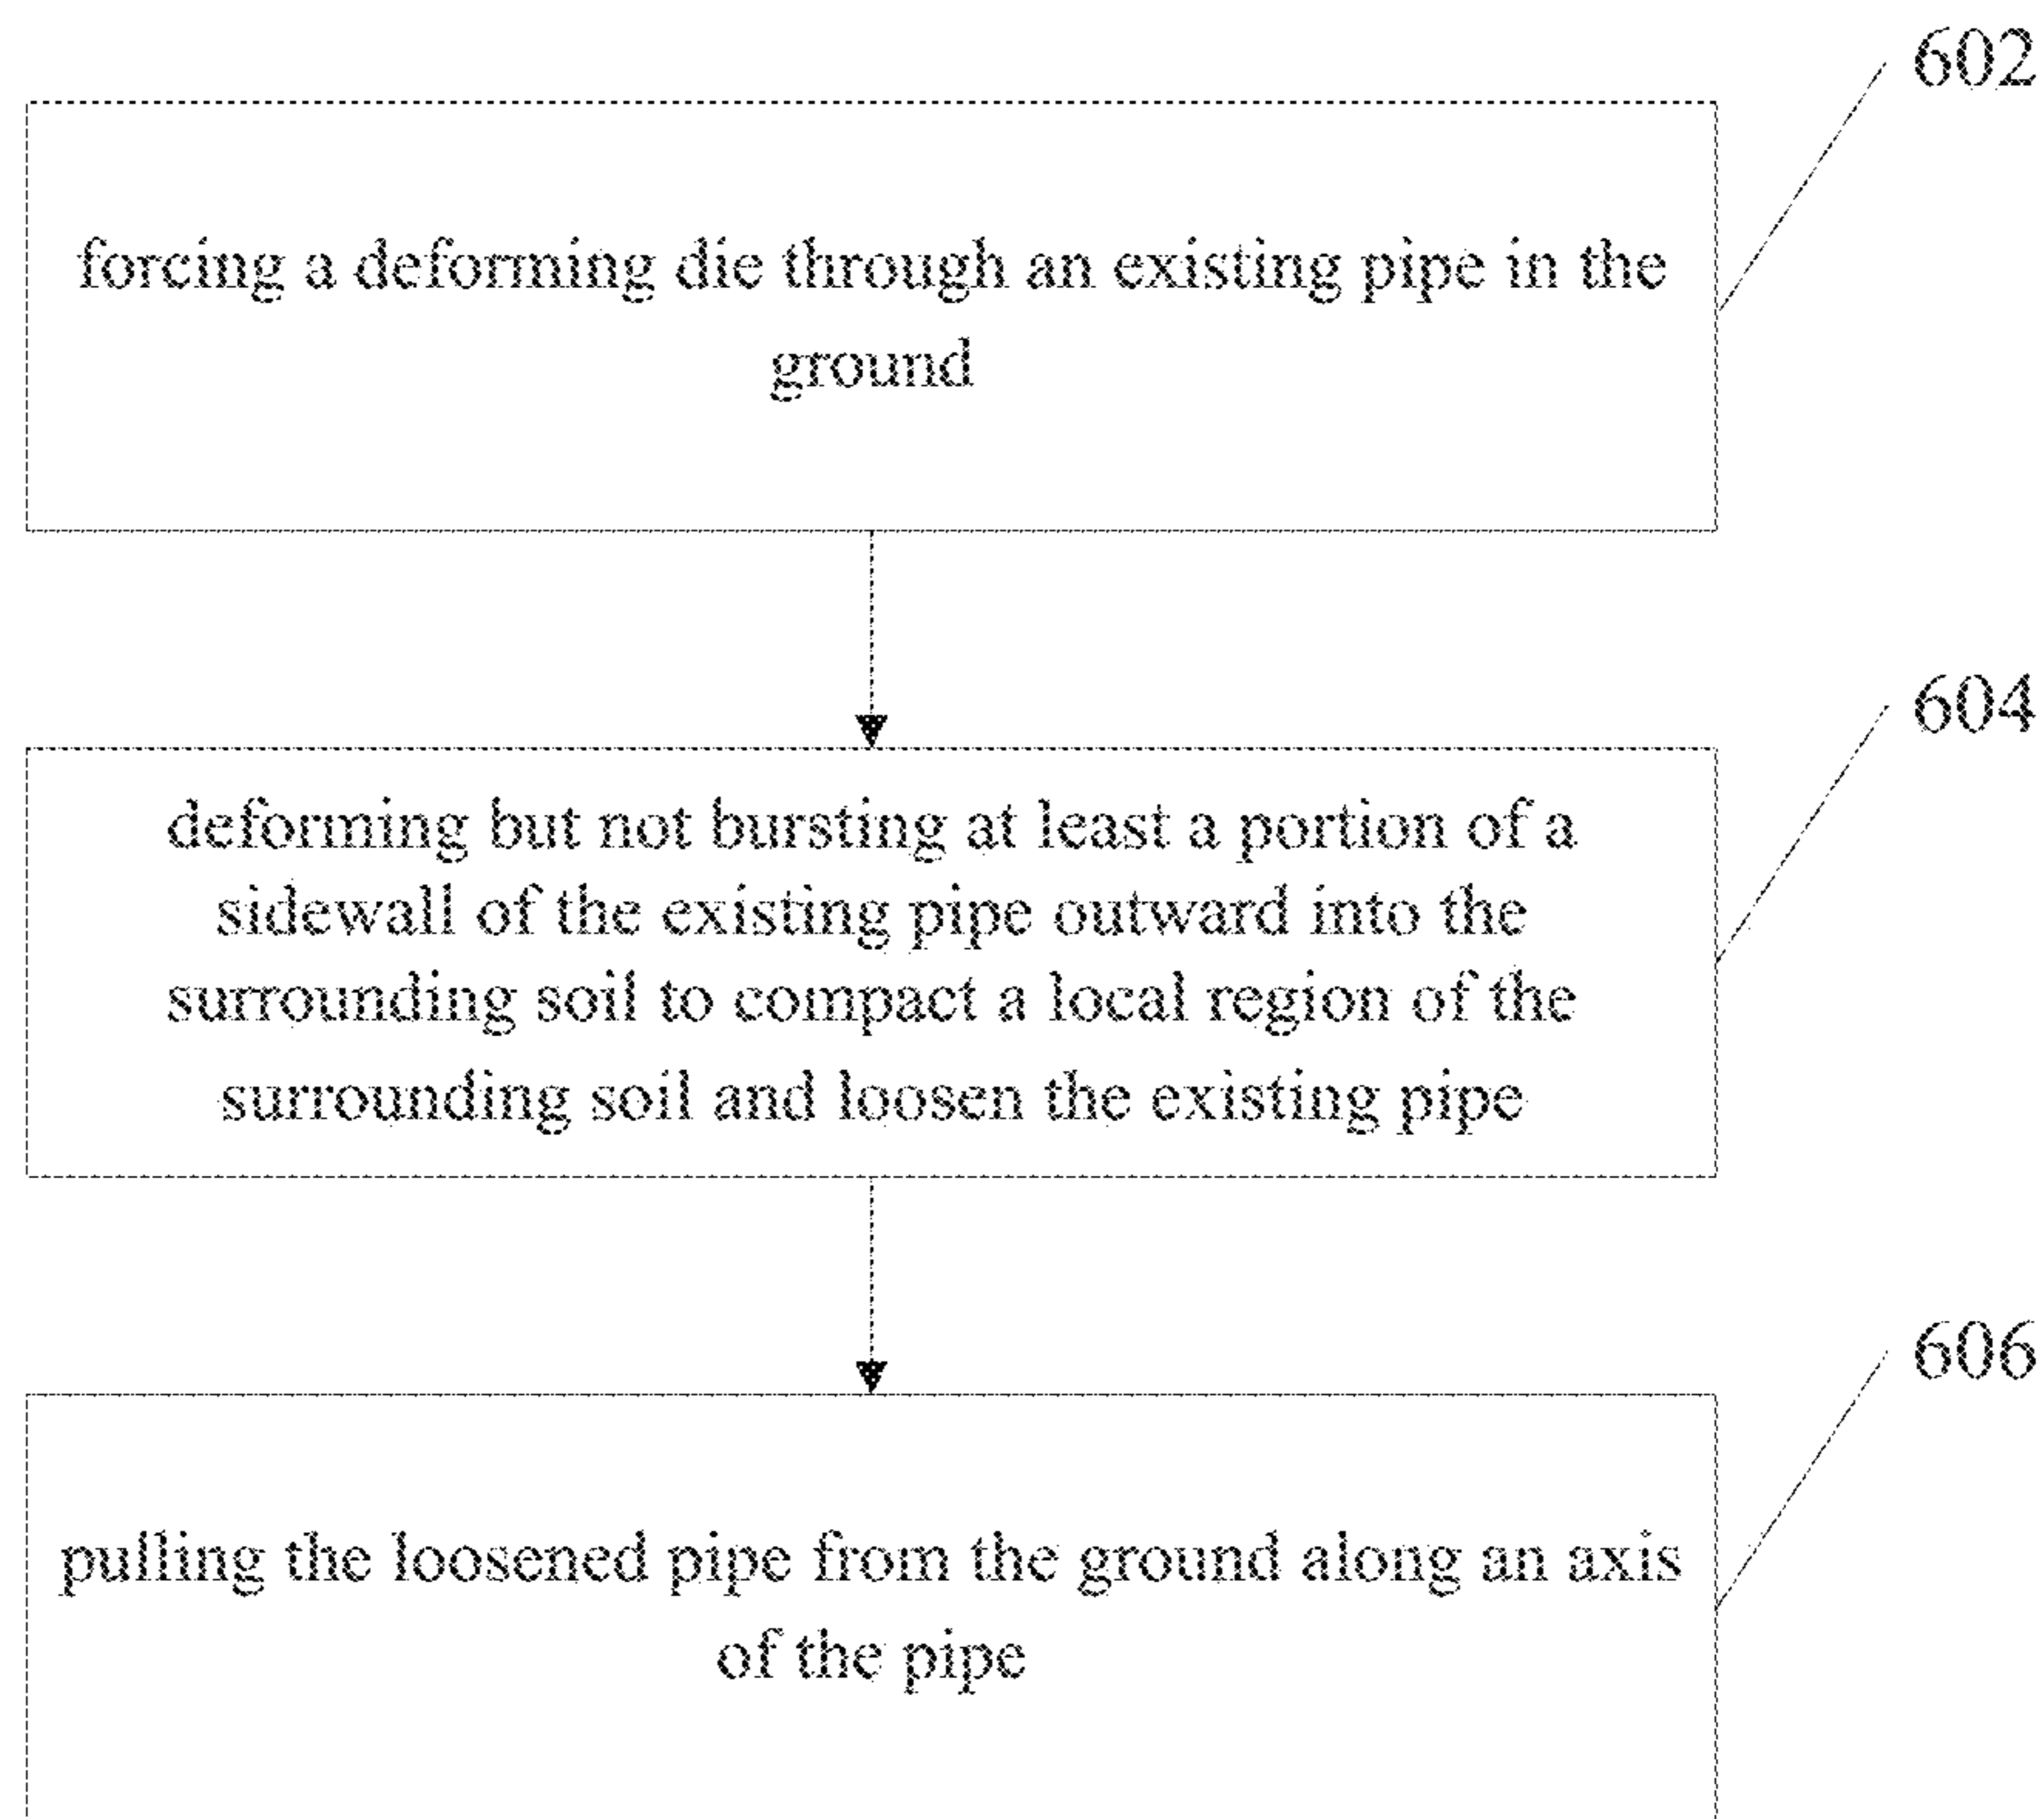 602
forcing a deforming die through an existing pipe in the
ground
604
deforming but not bursting at least a portion of a
sidewall of the existing pipe outward into the
surrounding soil to compact a local region of the
surrounding soil and loosen the existing pipe
606
pulling the loosened pipe from the ground along an axis
of the pipe